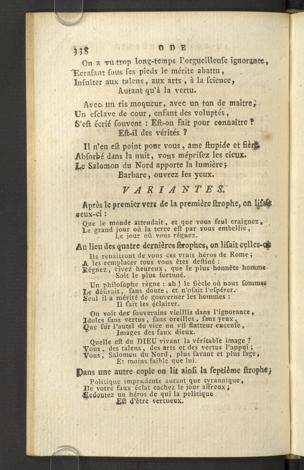 338 ODE
On a vu trop long-temps l'orgueilleuse ignorance,
Ecrasant sous ses pieds le mérite abattu,
Insulter aux talens, aux arts, à la science,
Autant qu'à la vertu.
Avec un ris moqueur, avec un ton de maître,
Un esclave de cour, enfant des voluptés,
S'est écrié souvent : Est-on fait pour connaître ?
Est-il des vérités ?
Il n'en est point pour vous, ame stupide et fière,
Absorbé dans la nuit, vous méprisez les cieux.
Le Salomon du Nord apporte la lumière ;
Barbare, ouvrez les yeux.
VARIANTES.
Après le premier vers de la première strophe, on lisait
ceux-ci :
Que le monde attendait, et que vous seul craignez,
Le grand jour où la terre est par vous embellie,
Le jour où vous régnez.
Au lieu des quatre dernières strophes, on lisait celles-ci
Ils renaîtront de vous ces vrais héros de Rome ;
A les remplacer tous vous êtes destiné :
Régnez, vivez heureux, que le plus honnête homme
Soit le plus fortuné.
Un philosophe règne : ah ! le siècle où nous sommes
Le désirait, sans doute, et n'osait l'espérer.
Seul il a mérité de gouverner les hommes :
Il sait les éclairer.
On voit des souverains vieillis dans l'ignorance,
Idoles sans vertus, sans oreilles, sans yeux,
Que sur l'autel du vice un vil flatteur encense,
Images des faux dieux.
Quelle est du DIEU vivant la véritable image ?
Vous, des talens, des arts et des vertus l'appui ;
Vous, Salomon du Nord, plus savant et plus sage,
Et moins faible que lui.
Dans une autre copie on lit ainsi la septième strophe ;
Politique imprudente autant que tyrannique,
De votre faux éclat cachez le jour affreux ;
Redoutez un héros de qui la politique
Est d'être vertueux.